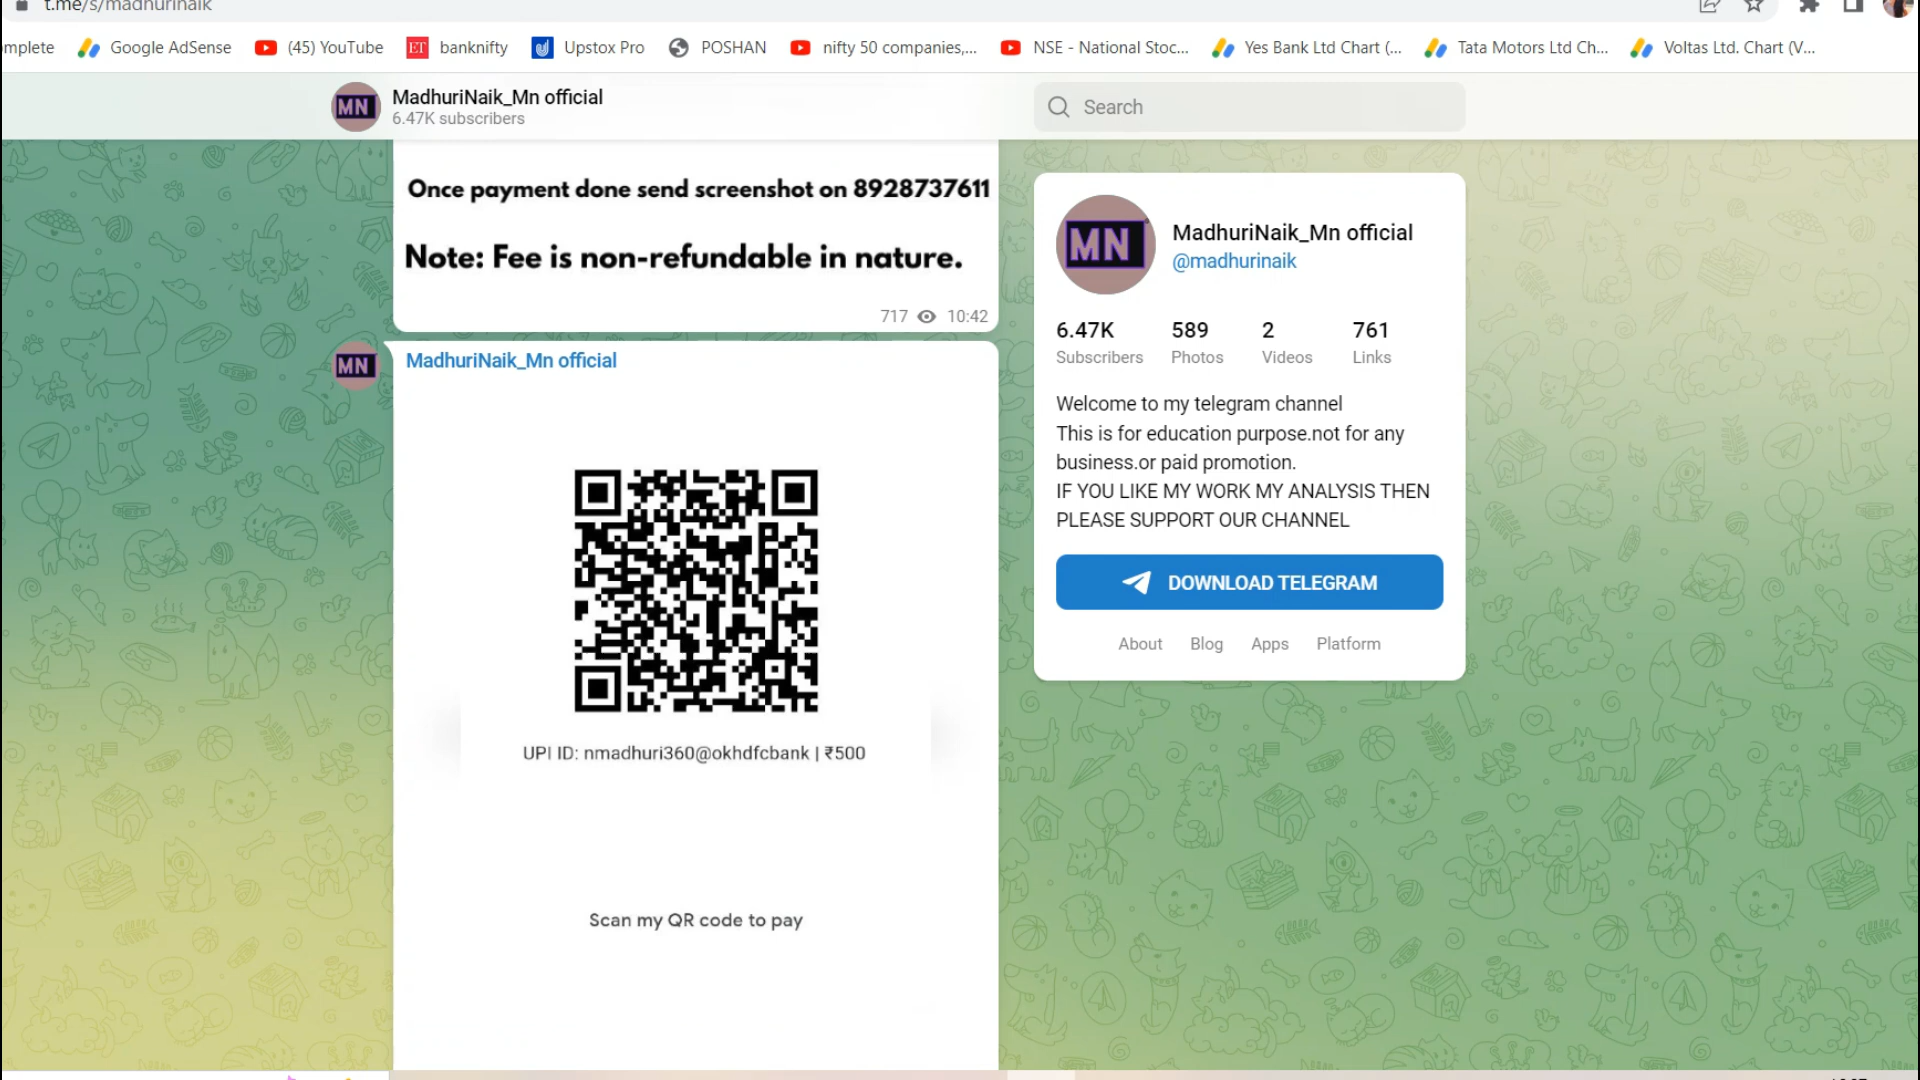 t.me/s/madhurinaik
mplete Google AdSense (45) YouTube ET banknifty Upstox Pro POSHAN nifty 50 companies,... NSE - National Stoc... Yes Bank Ltd Chart (... Tata Motors Ltd Ch... Voltas Ltd. Chart (V...
MN MadhuriNaik_Mn official
6.47K subscribers
Search
Once payment done send screenshot on 8928737611
Note: Fee is non-refundable in nature.
717 10:42
MN MadhuriNaik_Mn official
UPI ID: nmadhuri360@okhdfcbank | ₹500
Scan my QR code to pay
MN
MadhuriNaik_Mn official
@madhurinaik
6.47K 589 2 761
Subscribers Photos Videos Links
Welcome to my telegram channel
This is for education purpose.not for any
business.or paid promotion.
IF YOU LIKE MY WORK MY ANALYSIS THEN
PLEASE SUPPORT OUR CHANNEL
DOWNLOAD TELEGRAM
About Blog Apps Platform